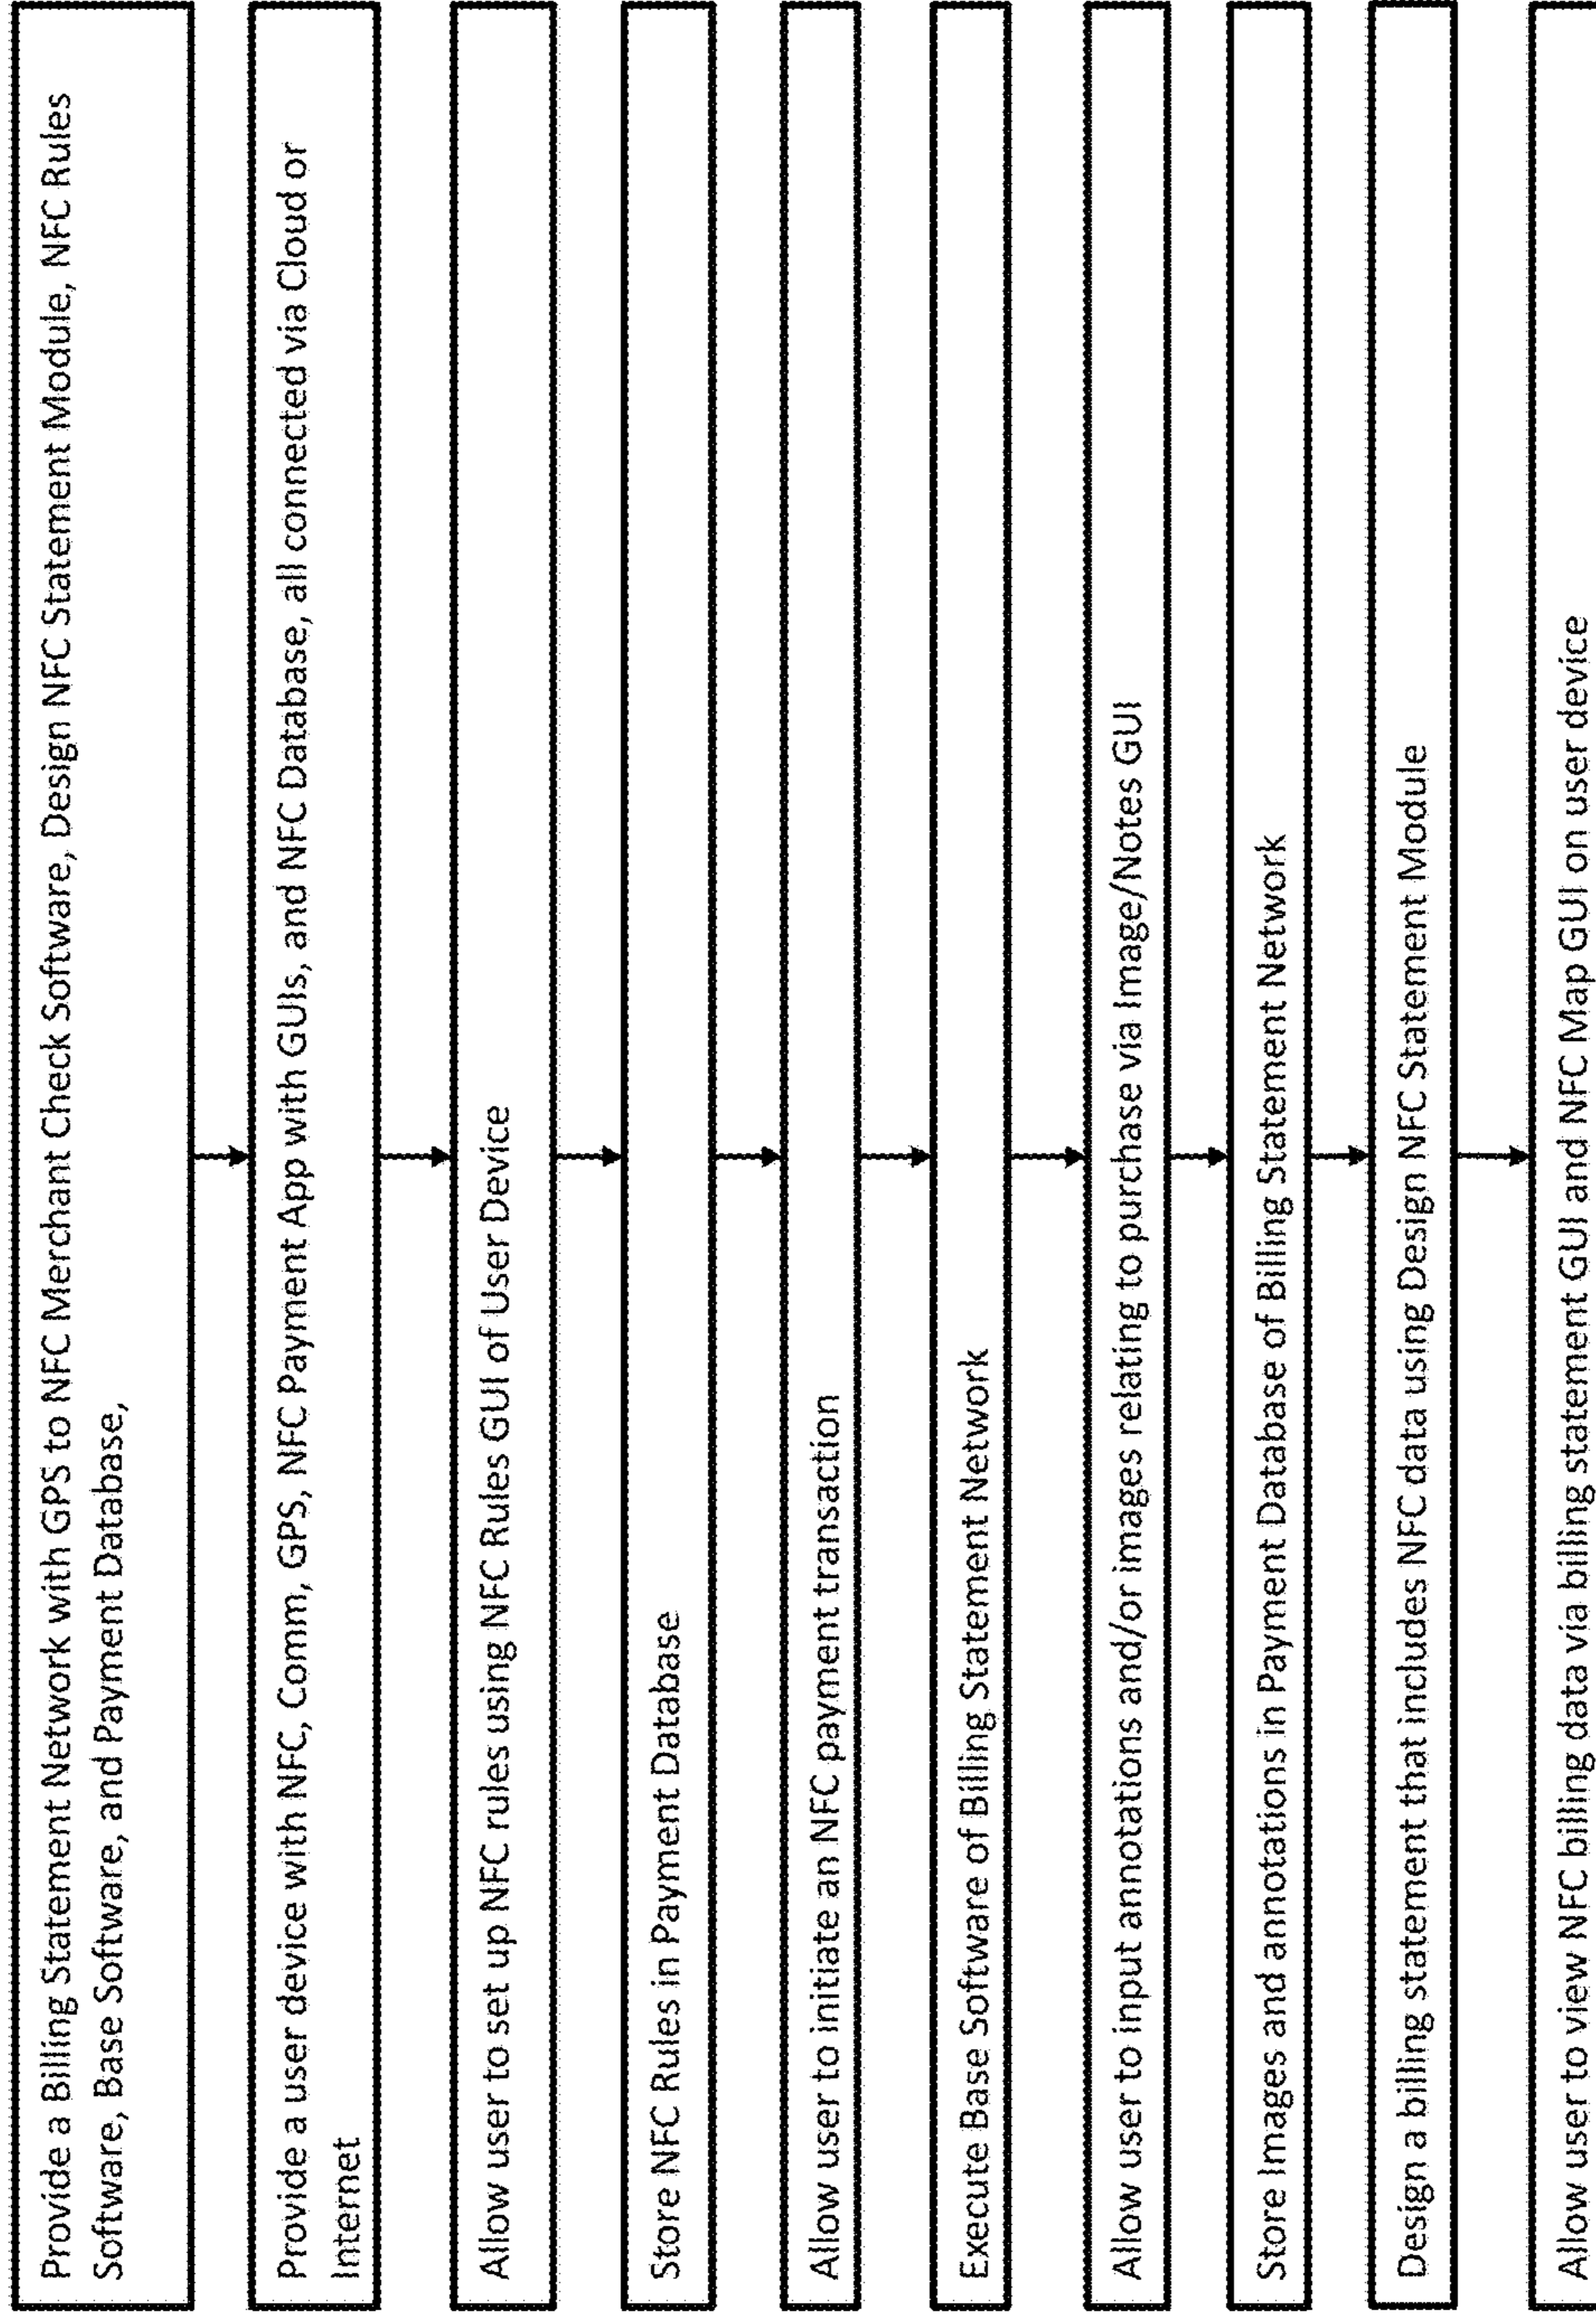 Provide a Billing Statement Network with GPS to NFC Merchant Check Software, Design NFC Statement Module, NFC Rules
Software, Base Software, and Payment Database,
Provide a user device with NFC, Comm, GPS, NFC Payment App with GUIs, and NFC Database, all connected via Cloud or
Internet
Allow user to set up NFC rules using NFC Rules GUI of User Device
Store NFC Rules in Payment Database
Allow user to initiate an NFC payment transaction
Execute Base Software of Billing Statement Network
Allow user to input annotations and/or images relating to purchase via Image/Notes GUI
Store Images and annotations in Payment Database of Billing Statement Network
Design a billing statement that includes NFC data using Design NFC Statement Module
Allow user to view NFC billing data via billing statement GUI and NFC Map GUI on user device